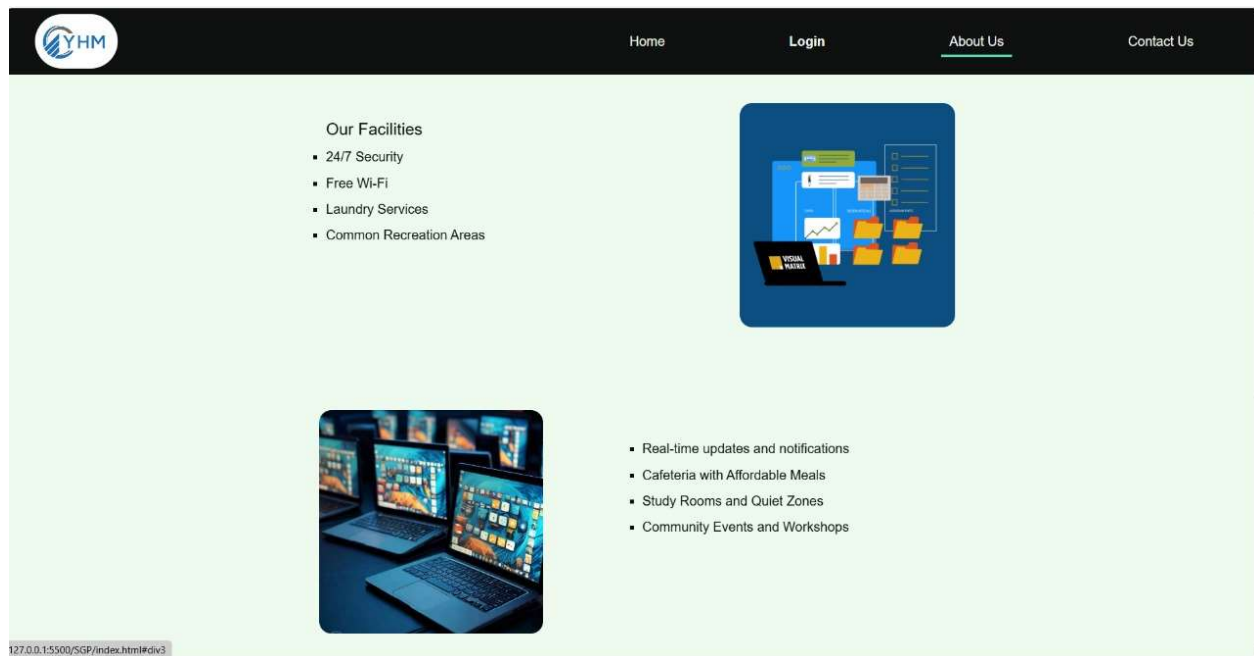 YHM
Home Login About Us Contact Us
Our Facilities
▪ 24/7 Security
▪ Free Wi-Fi
▪ Laundry Services
▪ Common Recreation Areas
VISUAL
MATRIX
▪ Real-time updates and notifications
▪ Cafeteria with Affordable Meals
▪ Study Rooms and Quiet Zones
▪ Community Events and Workshops
127.0.0.1:5500/SGP/index.html#div3